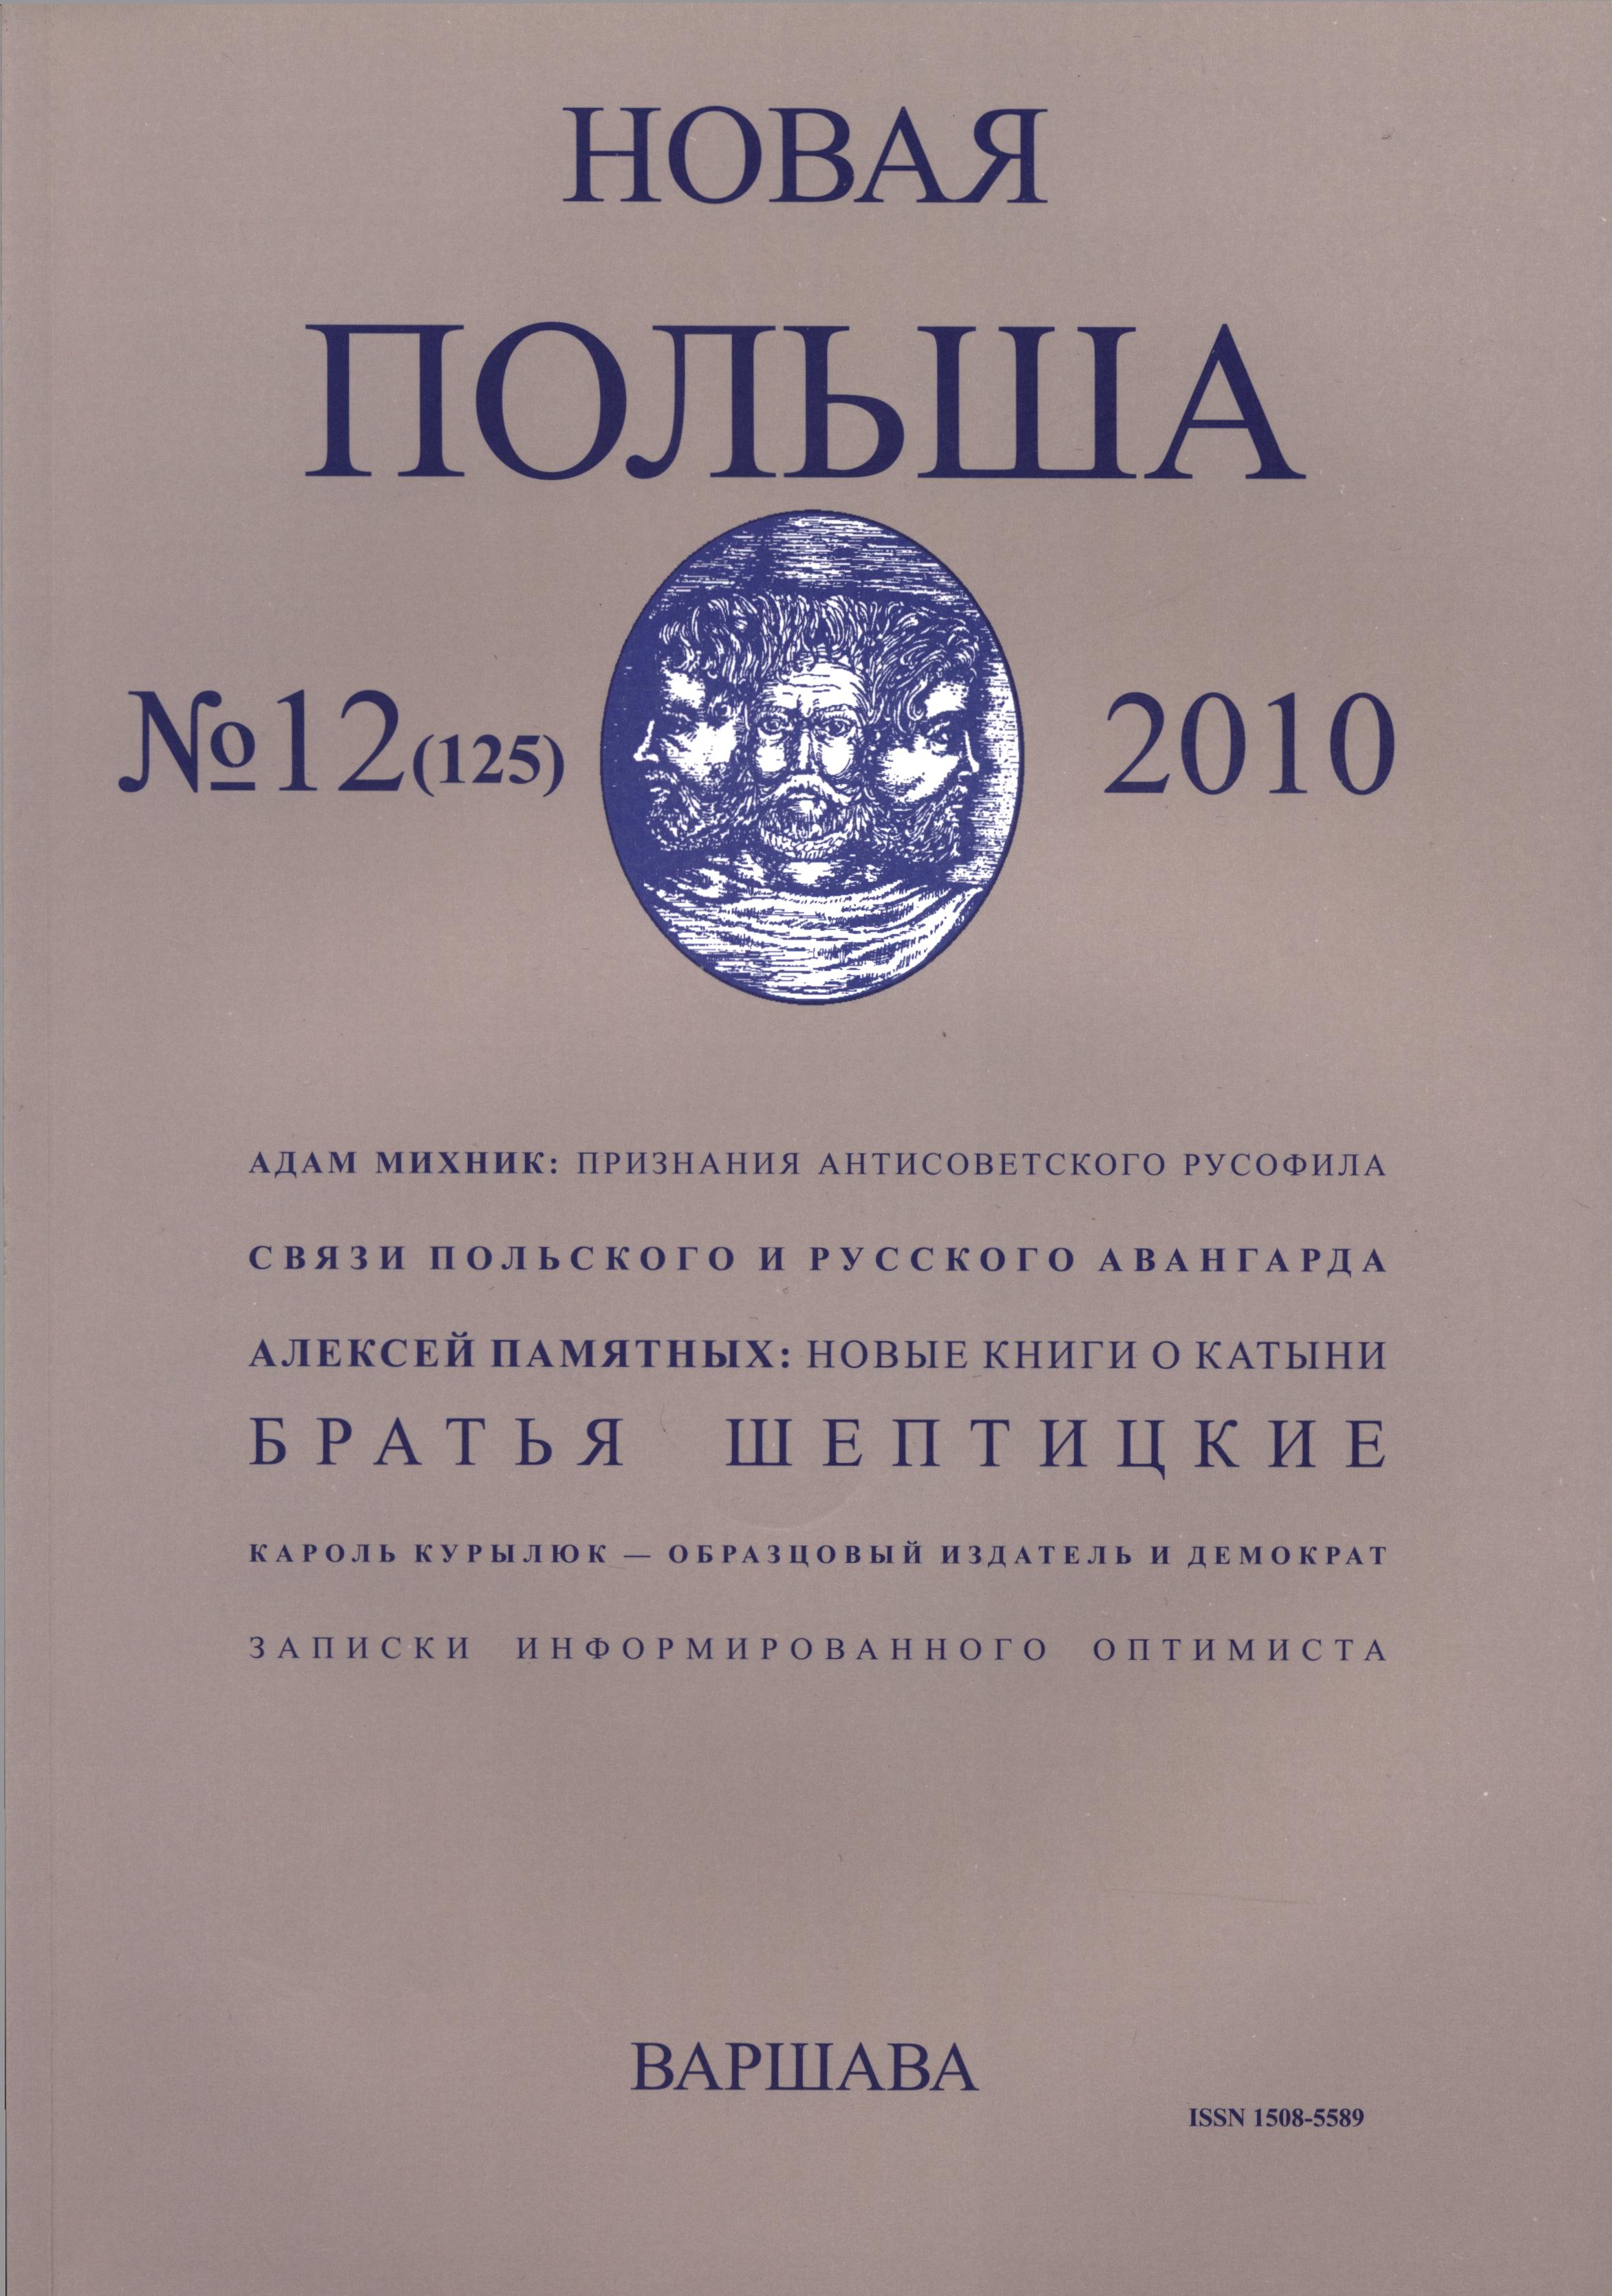 НОВАЯ
ПОЛЬША
№12(125) 2010
АДАМ МИХНИК: ПРИЗНАНИЯ АНТИСОВЕТСКОГО РУСОФИЛА
СВЯЗИ ПОЛЬСКОГО И РУССКОГО АВАНГАРДА
АЛЕКСЕЙ ПАМЯТНЫХ: НОВЫЕ КНИГИ О КАТЫНИ
БРАТЬЯ ШЕПТИЦКИЕ
КАРОЛЬ КУРЫЛЮК — ОБРАЗЦОВЫЙ ИЗДАТЕЛЬ И ДЕМОКРАТ
ЗАПИСКИ ИНФОРМИРОВАННОГО ОПТИМИСТА
ВАРШАВА
ISSN 1508-5589